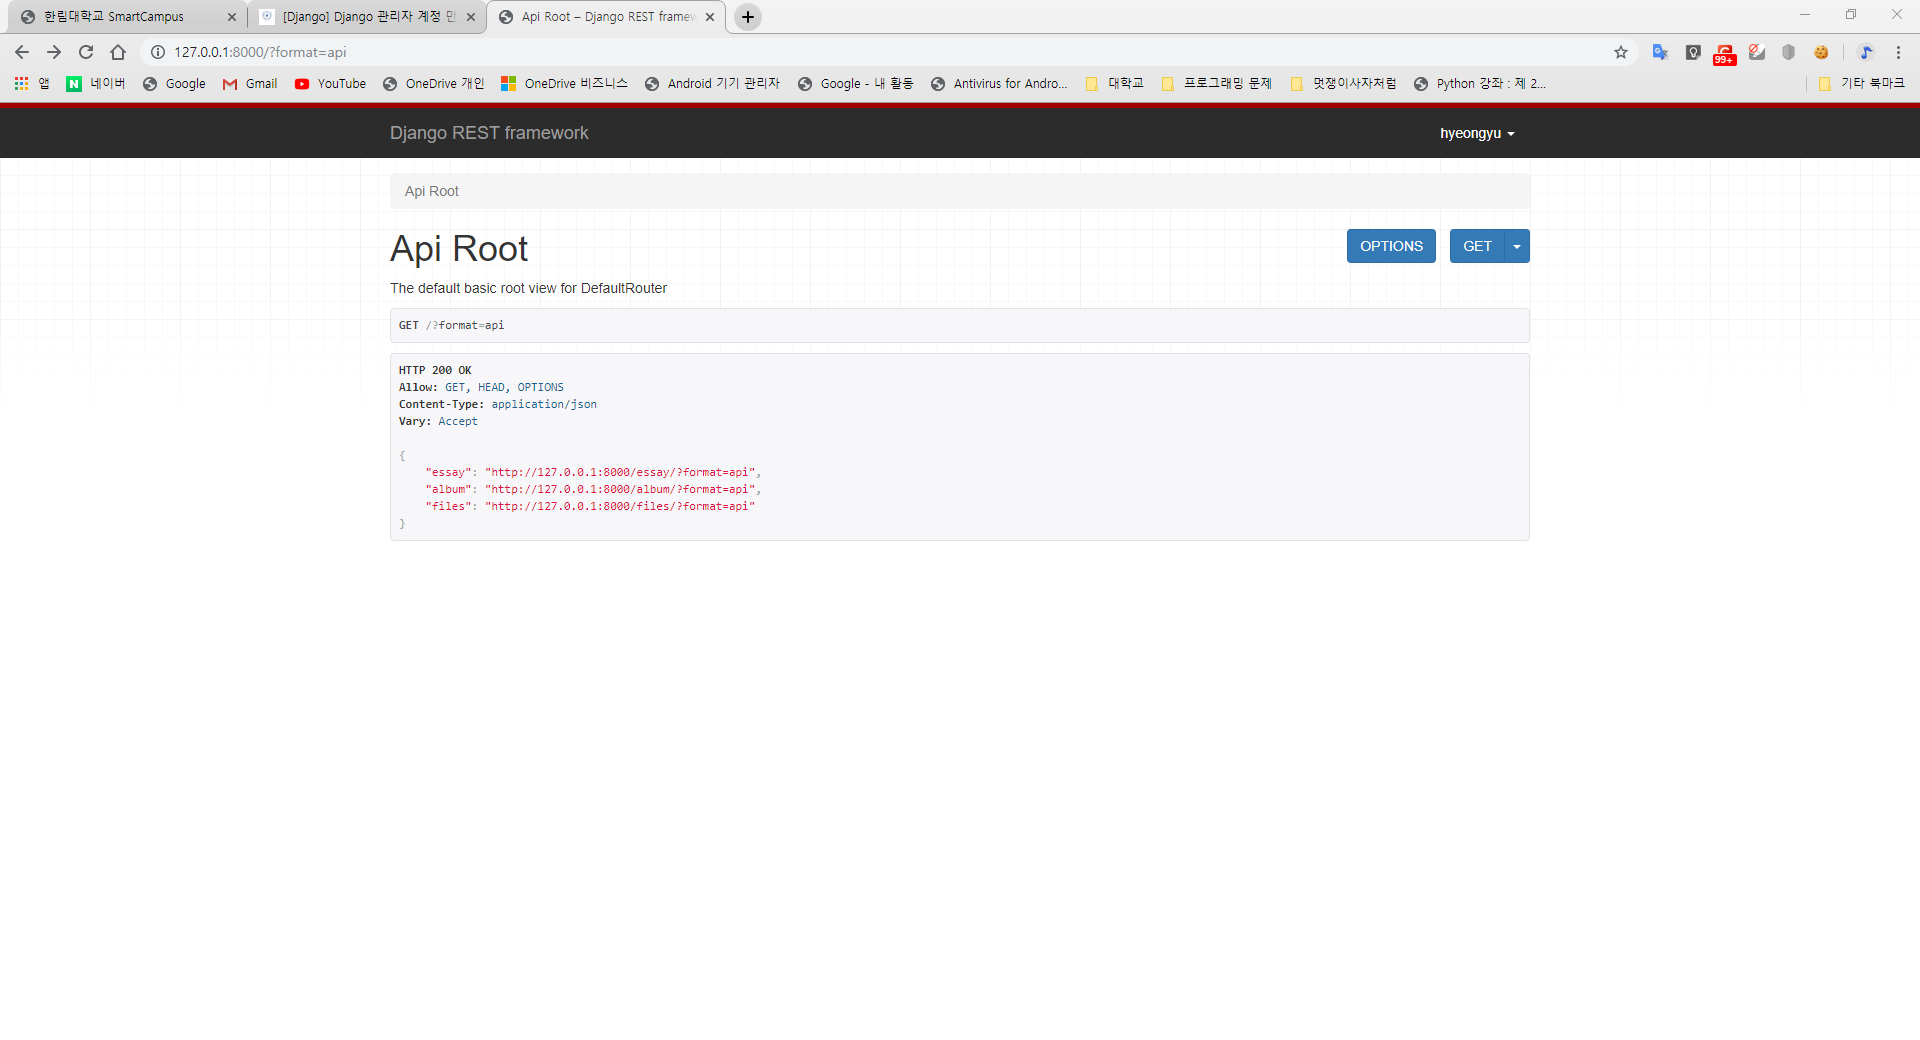 한림대학교 SmartCampus
[Django] Django 관리자 계정 만
Api Root – Django REST framew
127.0.0.1:8000/?format=api
99+
앱 네이버 Google Gmail YouTube OneDrive 개인 OneDrive 비즈니스 Android 기기 관리자 Google - 내 활동 Antivirus for Andro... 대학교 프로그래밍 문제 멋쟁이사자처럼 Python 강좌 : 제 2... 기타 북마크
Django REST framework
hyeongyu
Api Root
Api Root
OPTIONS
GET
The default basic root view for DefaultRouter
GET /?format=api
HTTP 200 OK
Allow: GET, HEAD, OPTIONS
Content-Type: application/json
Vary: Accept
{
"essay": "http://127.0.0.1:8000/essay/?format=api",
"album": "http://127.0.0.1:8000/album/?format=api",
"files": "http://127.0.0.1:8000/files/?format=api"
}